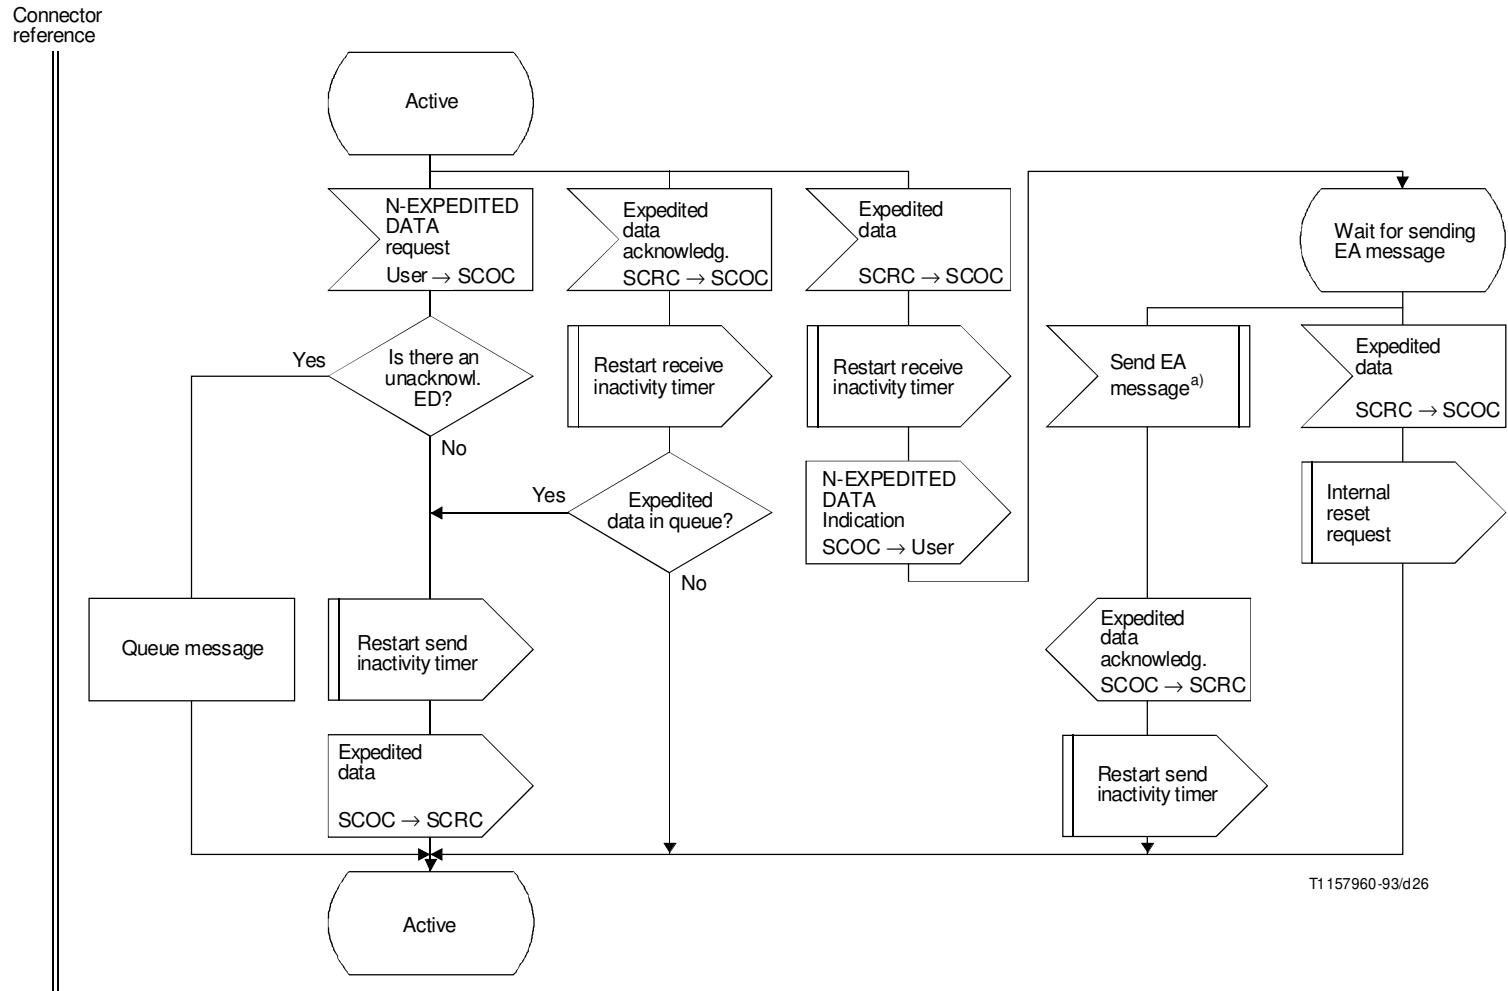 Connector
reference
Active
N-EXPEDITED
DATA
request
User → SCOC
Expedited
data
acknowledg.
SCRC → SCOC
Expedited
data
SCRC → SCOC
Wait for sending
EA message
Yes
Is there an
unacknowl.
ED?
No
Restart receive
inactivity timer
Restart receive
inactivity timer
Send EA
message a)
Expedited
data
SCRC → SCOC
Yes
Expedited
data in queue?
No
N-EXPEDITED
DATA
Indication
SCOC → User
Internal
reset
request
Queue message
Restart send
inactivity timer
Expedited
data
acknowledg.
SCOC → SCRC
Expedited
data
SCOC → SCRC
Restart send
inactivity timer
T1157960-93/d26
Active